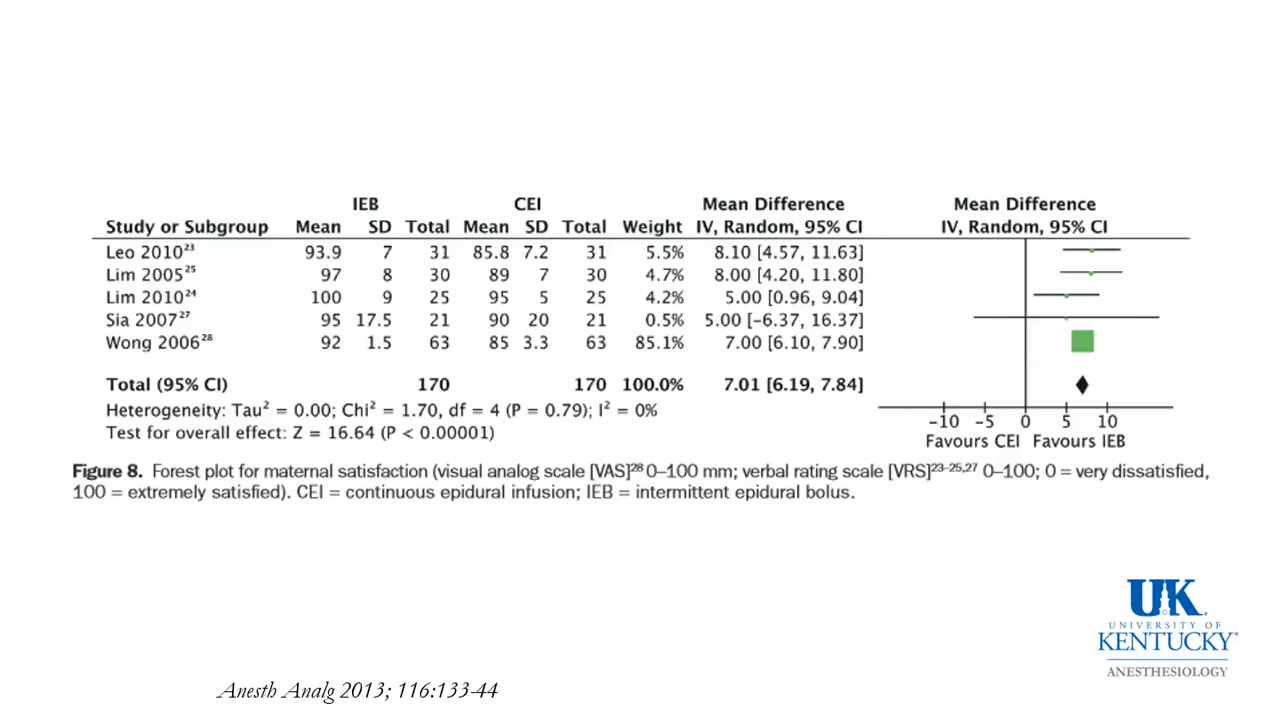 IEB CEI Mean Difference Mean Difference
Study or Subgroup Mean SD Total Mean SD Total Weight IV, Random, 95% CI IV, Random, 95% CI
Leo 2010²³ 93.9 7 31 85.8 7.2 31 5.5% 8.10 [4.57, 11.63]
Lim 2005²⁵ 97 8 30 89 7 30 4.7% 8.00 [4.20, 11.80]
Lim 2010²⁴ 100 9 25 95 5 25 4.2% 5.00 [0.96, 9.04]
Sia 2007²⁷ 95 17.5 21 90 20 21 0.5% 5.00 [−6.37, 16.37]
Wong 2006²⁸ 92 1.5 63 85 3.3 63 85.1% 7.00 [6.10, 7.90]
Total (95% CI) 170 170 100.0% 7.01 [6.19, 7.84]
Heterogeneity: Tau² = 0.00; Chi² = 1.70, df = 4 (P = 0.79); I² = 0%
Test for overall effect: Z = 16.64 (P < 0.00001)
−10 −5 0 5 10
Favours CEI Favours IEB
Figure 8. Forest plot for maternal satisfaction (visual analog scale [VAS]²⁸ 0–100 mm; verbal rating scale [VRS]²³⁻²⁵,²⁷ 0–100; 0 = very dissatisfied,
100 = extremely satisfied). CEI = continuous epidural infusion; IEB = intermittent epidural bolus.
UK
UNIVERSITY OF
KENTUCKY®
ANESTHESIOLOGY
Anesth Analg 2013; 116:133-44